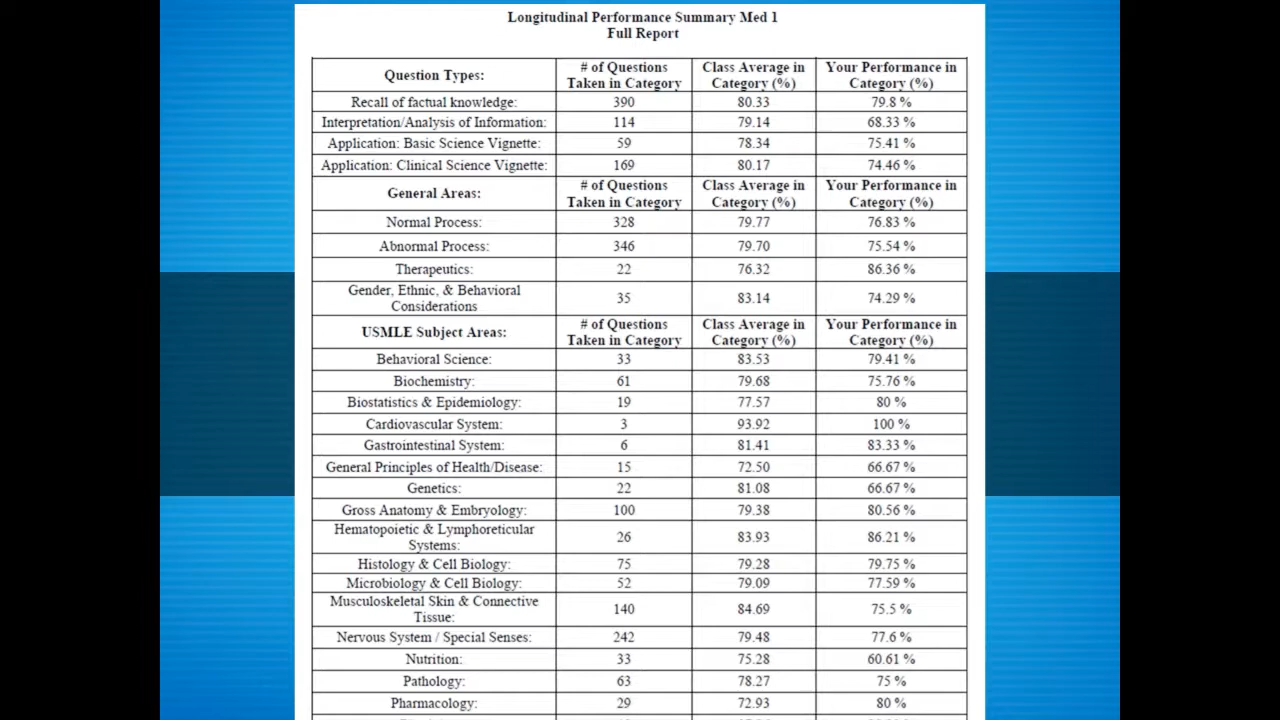 Longitudinal Performance Summary Med 1
Full Report
Question Types: # of Questions Taken in Category Class Average in Category (%) Your Performance in Category (%)
Recall of factual knowledge: 390 80.33 79.8 %
Interpretation/Analysis of Information: 114 79.14 68.33 %
Application: Basic Science Vignette: 59 78.34 75.41 %
Application: Clinical Science Vignette: 169 80.17 74.46 %
General Areas: # of Questions Taken in Category Class Average in Category (%) Your Performance in Category (%)
Normal Process: 328 79.77 76.83 %
Abnormal Process: 346 79.70 75.54 %
Therapeutics: 22 76.32 86.36 %
Gender, Ethnic, & Behavioral Considerations 35 83.14 74.29 %
USMLE Subject Areas: # of Questions Taken in Category Class Average in Category (%) Your Performance in Category (%)
Behavioral Science: 33 83.53 79.41 %
Biochemistry: 61 79.68 75.76 %
Biostatistics & Epidemiology: 19 77.57 80 %
Cardiovascular System: 3 93.92 100 %
Gastrointestinal System: 6 81.41 83.33 %
General Principles of Health/Disease: 15 72.50 66.67 %
Genetics: 22 81.08 66.67 %
Gross Anatomy & Embryology: 100 79.38 80.56 %
Hematopoietic & Lymphoreticular Systems: 26 83.93 86.21 %
Histology & Cell Biology: 75 79.28 79.75 %
Microbiology & Cell Biology: 52 79.09 77.59 %
Musculoskeletal Skin & Connective Tissue: 140 84.69 75.5 %
Nervous System / Special Senses: 242 79.48 77.6 %
Nutrition: 33 75.28 60.61 %
Pathology: 63 78.27 75 %
Pharmacology: 29 72.93 80 %